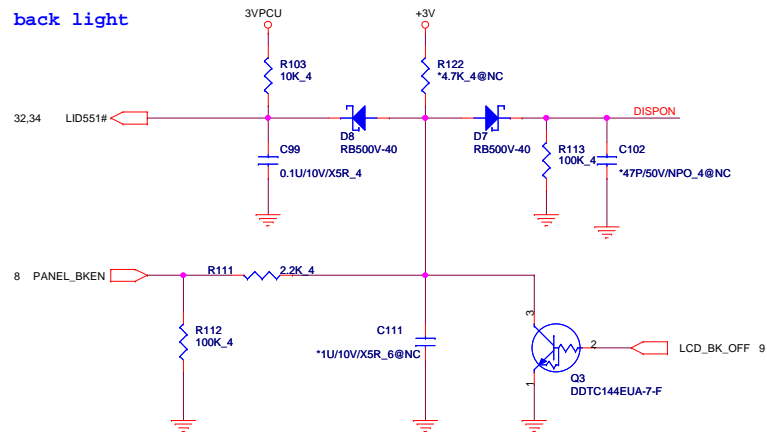 back light
3VPCU
+3V
R103
10K_4
R122
*4.7K_4@NC
32,34 LID551#
DISPON
D8
RB500V-40
D7
RB500V-40
C99
0.1U/10V/X5R_4
R113
100K_4
C102
*47P/50V/NPO_4@NC
8 PANEL_BKEN
R111 2.2K_4
R112
100K_4
C111
*1U/10V/X5R_6@NC
3
2
1
LCD_BK_OFF 9
Q3
DDTC144EUA-7-F